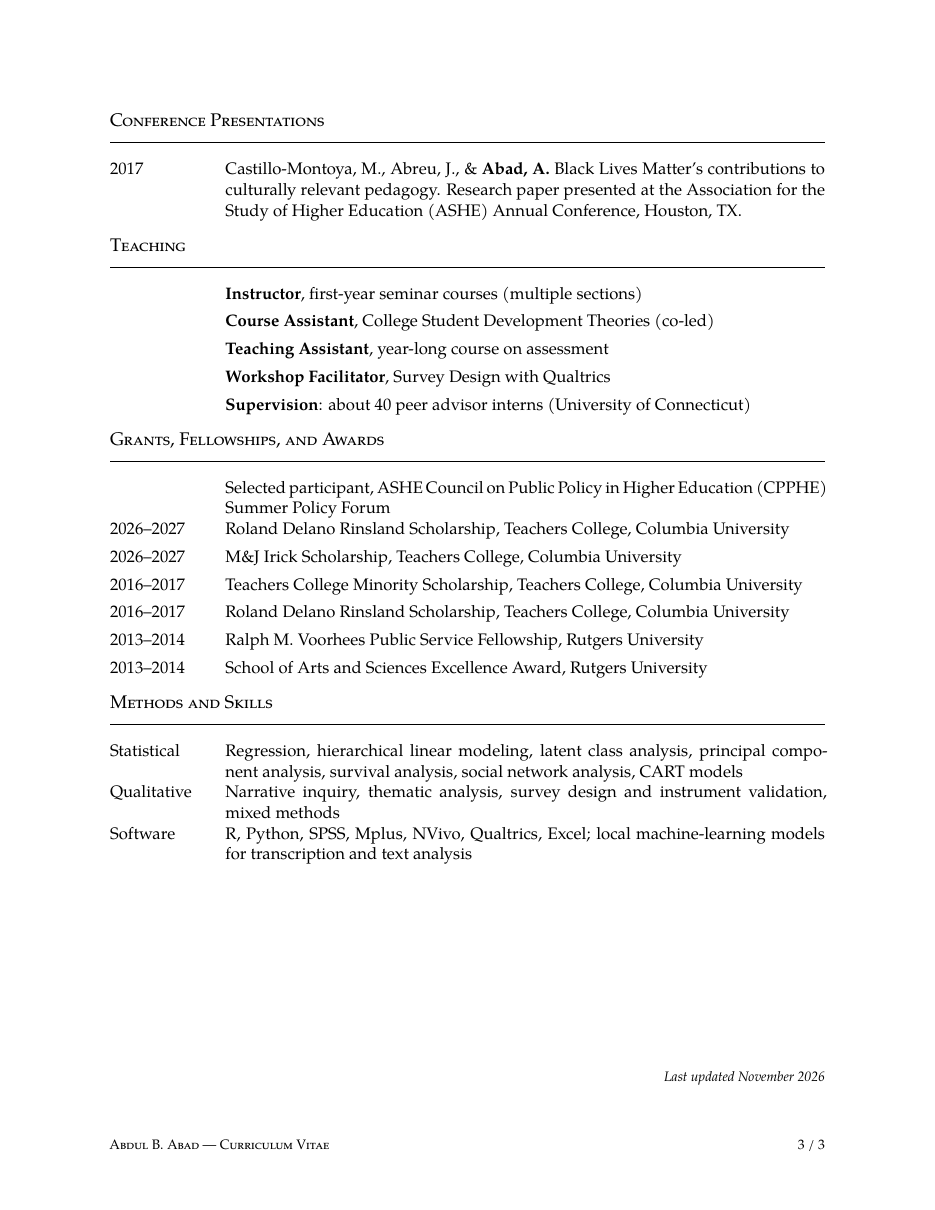 Conference Presentations
2017 Castillo-Montoya, M., Abreu, J., & Abad, A. Black Lives Matter's contributions to
culturally relevant pedagogy. Research paper presented at the Association for the
Study of Higher Education (ASHE) Annual Conference, Houston, TX.
Teaching
Instructor, first-year seminar courses (multiple sections)
Course Assistant, College Student Development Theories (co-led)
Teaching Assistant, year-long course on assessment
Workshop Facilitator, Survey Design with Qualtrics
Supervision: about 40 peer advisor interns (University of Connecticut)
Grants, Fellowships, and Awards
Selected participant, ASHE Council on Public Policy in Higher Education (CPPHE)
Summer Policy Forum
2026–2027 Roland Delano Rinsland Scholarship, Teachers College, Columbia University
2026–2027 M&J Irick Scholarship, Teachers College, Columbia University
2016–2017 Teachers College Minority Scholarship, Teachers College, Columbia University
2016–2017 Roland Delano Rinsland Scholarship, Teachers College, Columbia University
2013–2014 Ralph M. Voorhees Public Service Fellowship, Rutgers University
2013–2014 School of Arts and Sciences Excellence Award, Rutgers University
Methods and Skills
Statistical Regression, hierarchical linear modeling, latent class analysis, principal compo-
nent analysis, survival analysis, social network analysis, CART models
Qualitative Narrative inquiry, thematic analysis, survey design and instrument validation,
mixed methods
Software R, Python, SPSS, Mplus, NVivo, Qualtrics, Excel; local machine-learning models
for transcription and text analysis
Last updated November 2026
Abdul B. Abad — Curriculum Vitae 3 / 3